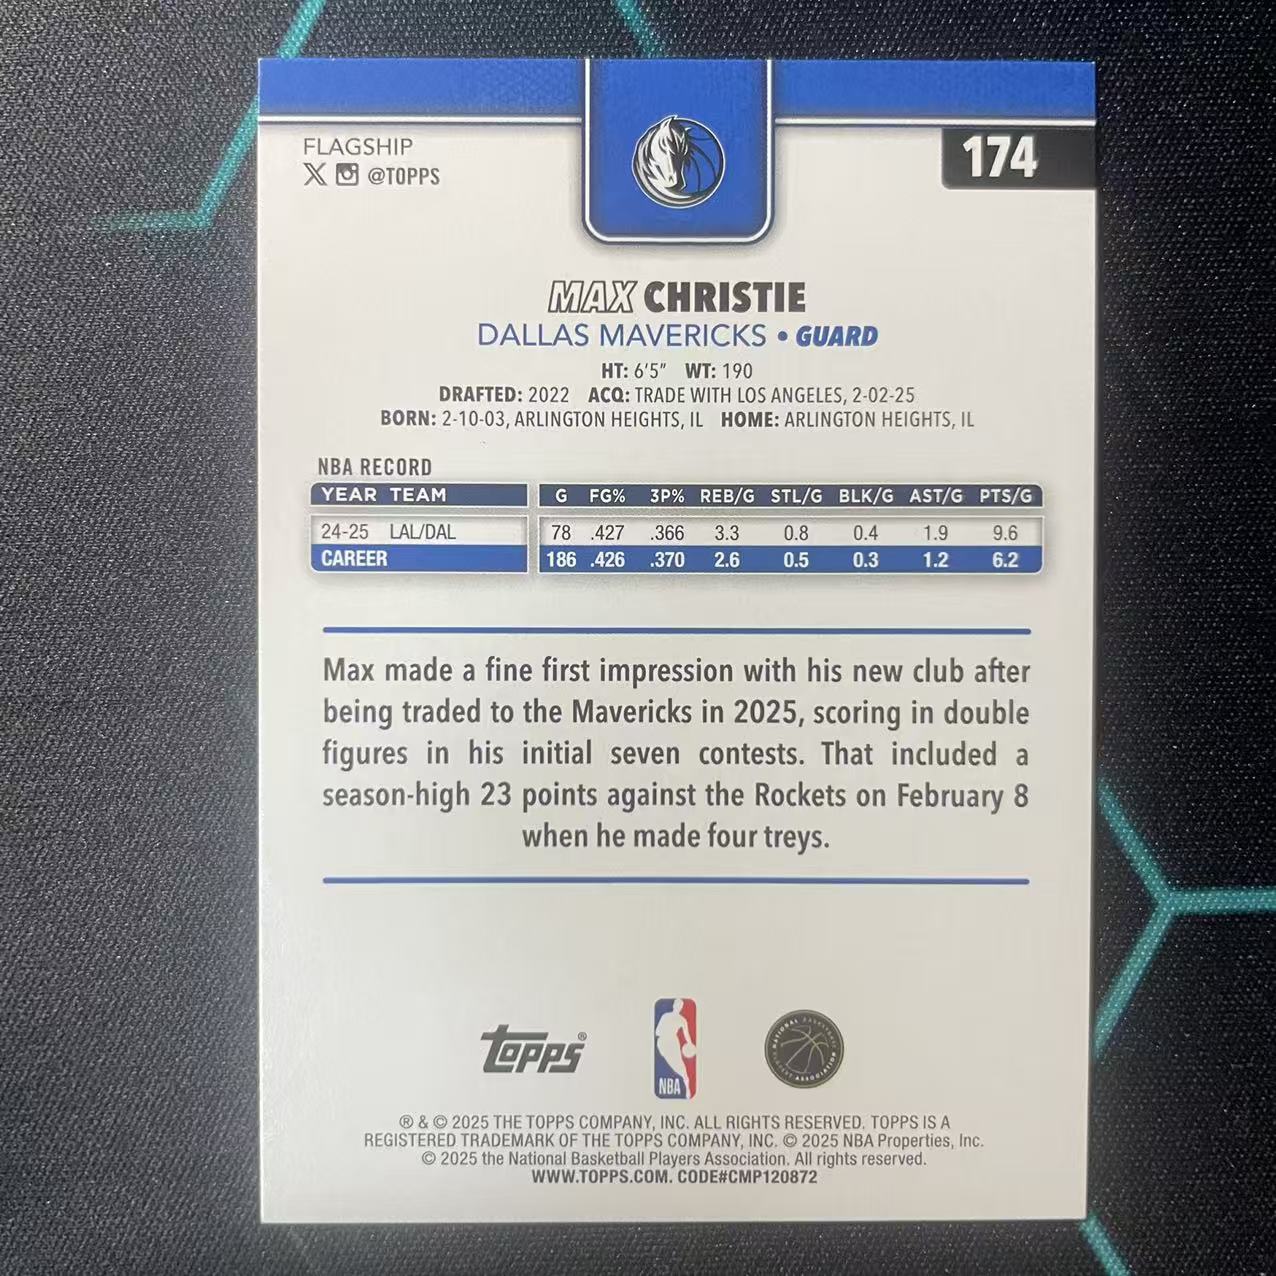 FLAGSHIP
@TOPPS
174
MAX CHRISTIE
DALLAS MAVERICKS • GUARD
HT: 6'5" WT: 190
DRAFTED: 2022 ACQ: TRADE WITH LOS ANGELES, 2-02-25
BORN: 2-10-03, ARLINGTON HEIGHTS, IL HOME: ARLINGTON HEIGHTS, IL
NBA RECORD
YEAR TEAM G FG% 3P% REB/G STL/G BLK/G AST/G PTS/G
24-25 LAL/DAL 78 .427 .366 3.3 0.8 0.4 1.9 9.6
CAREER 186 .426 .370 2.6 0.5 0.3 1.2 6.2
Max made a fine first impression with his new club after
being traded to the Mavericks in 2025, scoring in double
figures in his initial seven contests. That included a
season-high 23 points against the Rockets on February 8
when he made four treys.
Topps®
NBA
NATIONAL BASKETBALL
ASSOCIATION
® & © 2025 THE TOPPS COMPANY, INC. ALL RIGHTS RESERVED. TOPPS IS A
REGISTERED TRADEMARK OF THE TOPPS COMPANY, INC. © 2025 NBA Properties, Inc.
© 2025 the National Basketball Players Association. All rights reserved.
WWW.TOPPS.COM. CODE#CMP120872